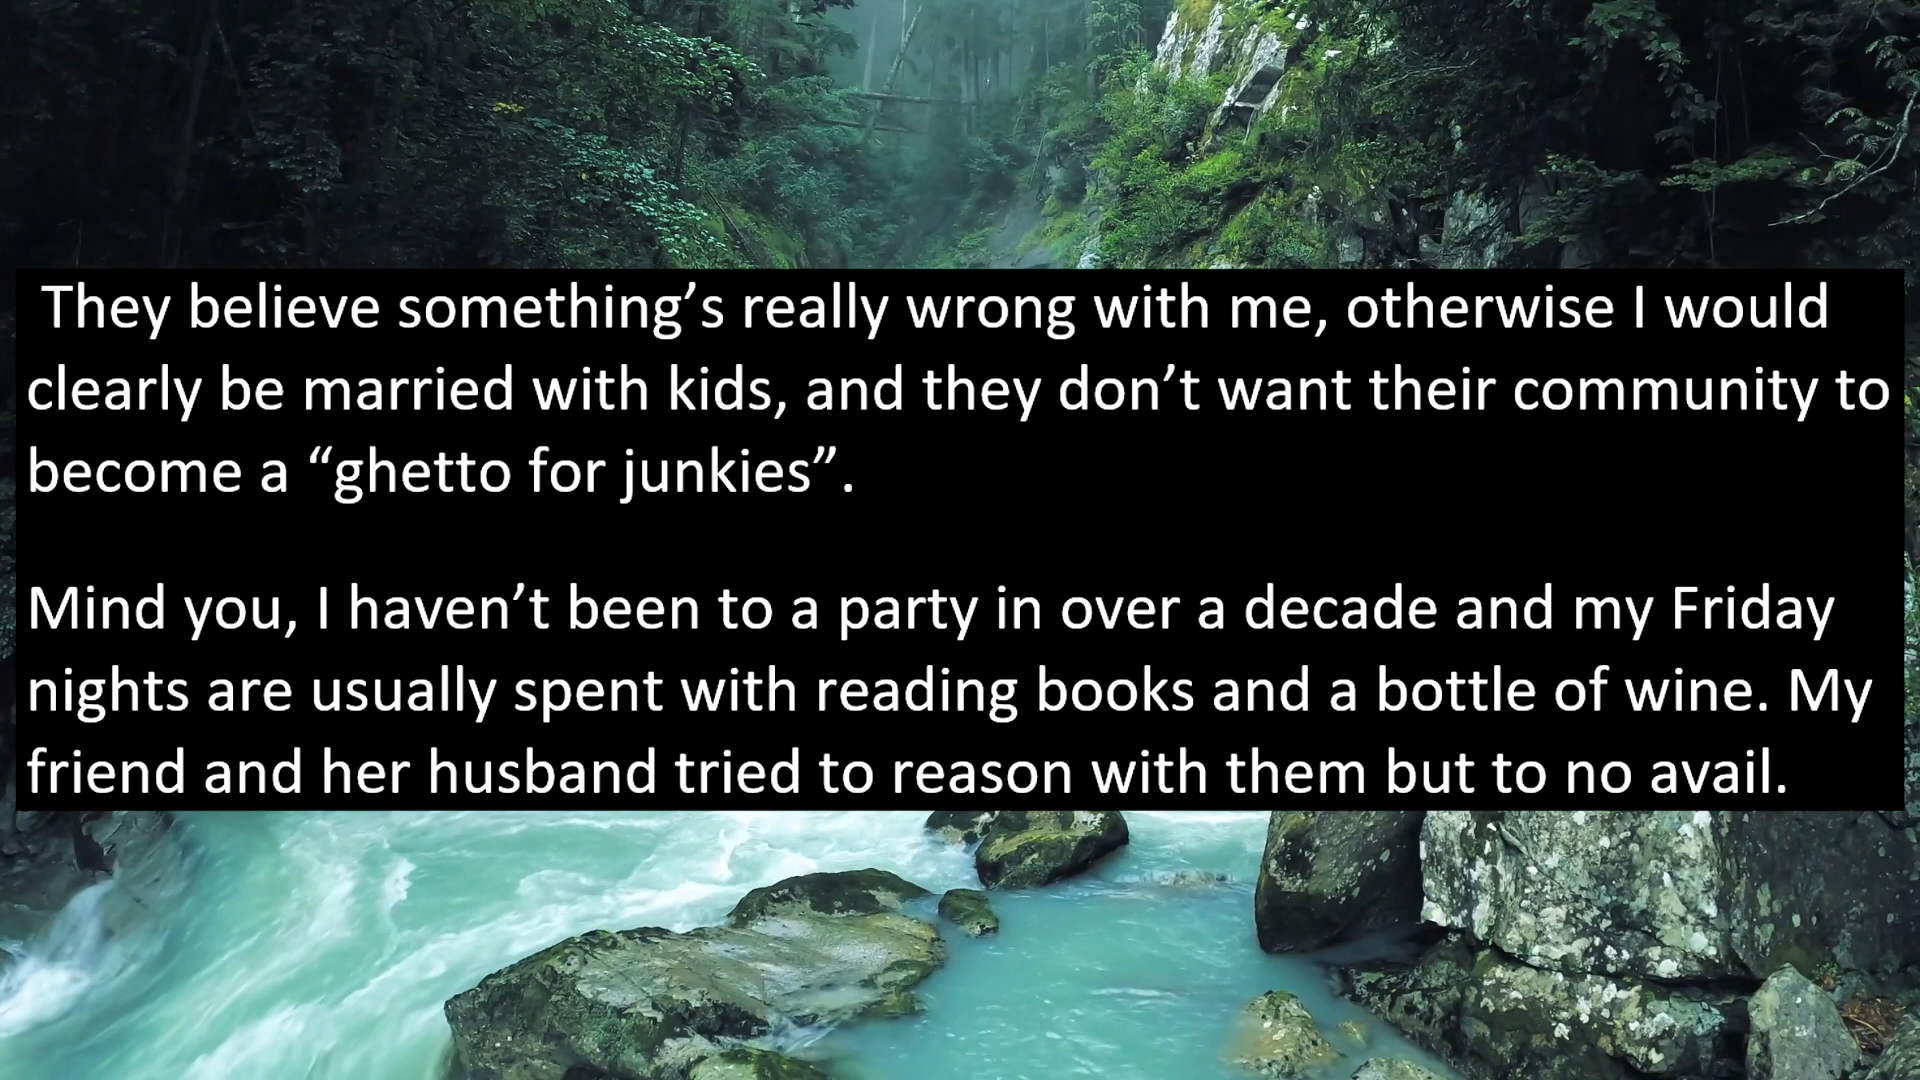 They believe something’s really wrong with me, otherwise I would
clearly be married with kids, and they don’t want their community to
become a “ghetto for junkies”.
Mind you, I haven’t been to a party in over a decade and my Friday
nights are usually spent with reading books and a bottle of wine. My
friend and her husband tried to reason with them but to no avail.